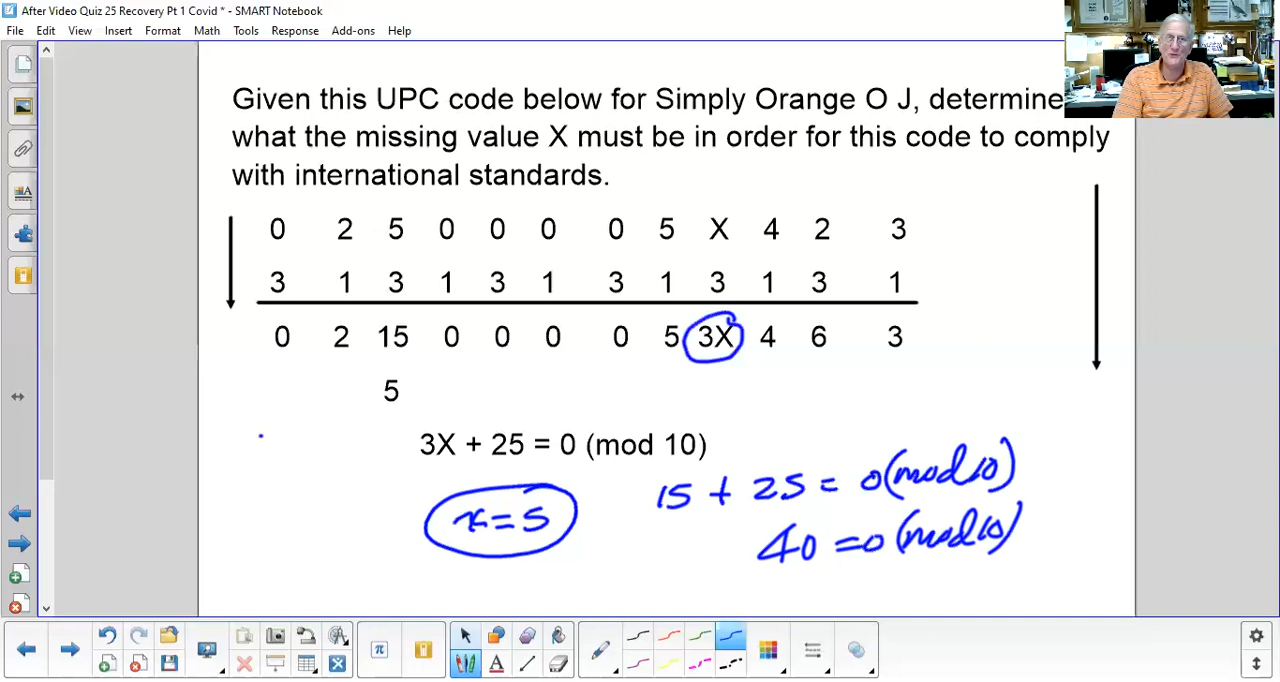 After Video Quiz 25 Recovery Pt 1 Covid * - SMART Notebook
File Edit View Insert Format Math Tools Response Add-ons Help
Given this UPC code below for Simply Orange O J, determine
what the missing value X must be in order for this code to comply
with international standards.
0 2 5 0 0 0 0 5 X 4 2 3
3 1 3 1 3 1 3 1 3 1 3 1
0 2 15 0 0 0 0 5 3X 4 6 3
5
3X + 25 = 0 (mod 10)
15 + 25 = 0 (mod 10)
x = 5
40 = 0 (mod 10)